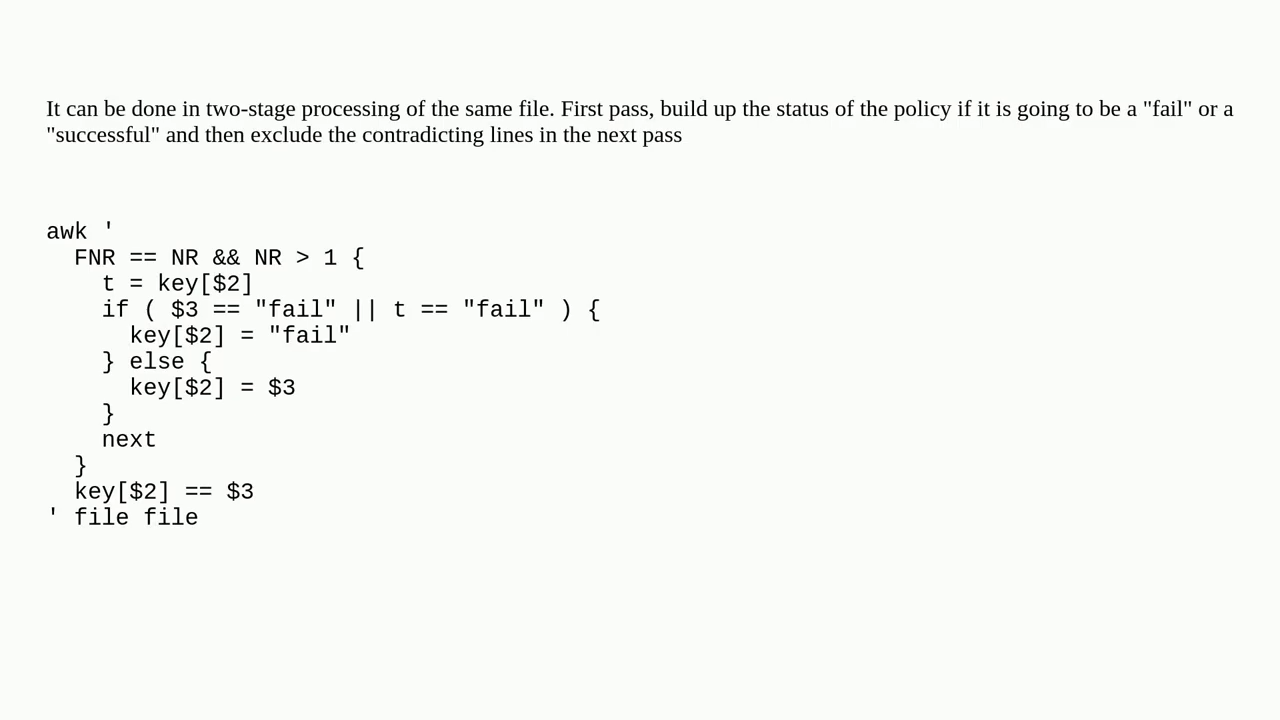 It can be done in two-stage processing of the same file. First pass, build up the status of the policy if it is going to be a "fail" or a
"successful" and then exclude the contradicting lines in the next pass
awk '
  FNR == NR && NR > 1 {
    t = key[$2]
    if ( $3 == "fail" || t == "fail" ) {
      key[$2] = "fail"
    } else {
      key[$2] = $3
    }
    next
  }
  key[$2] == $3
' file file